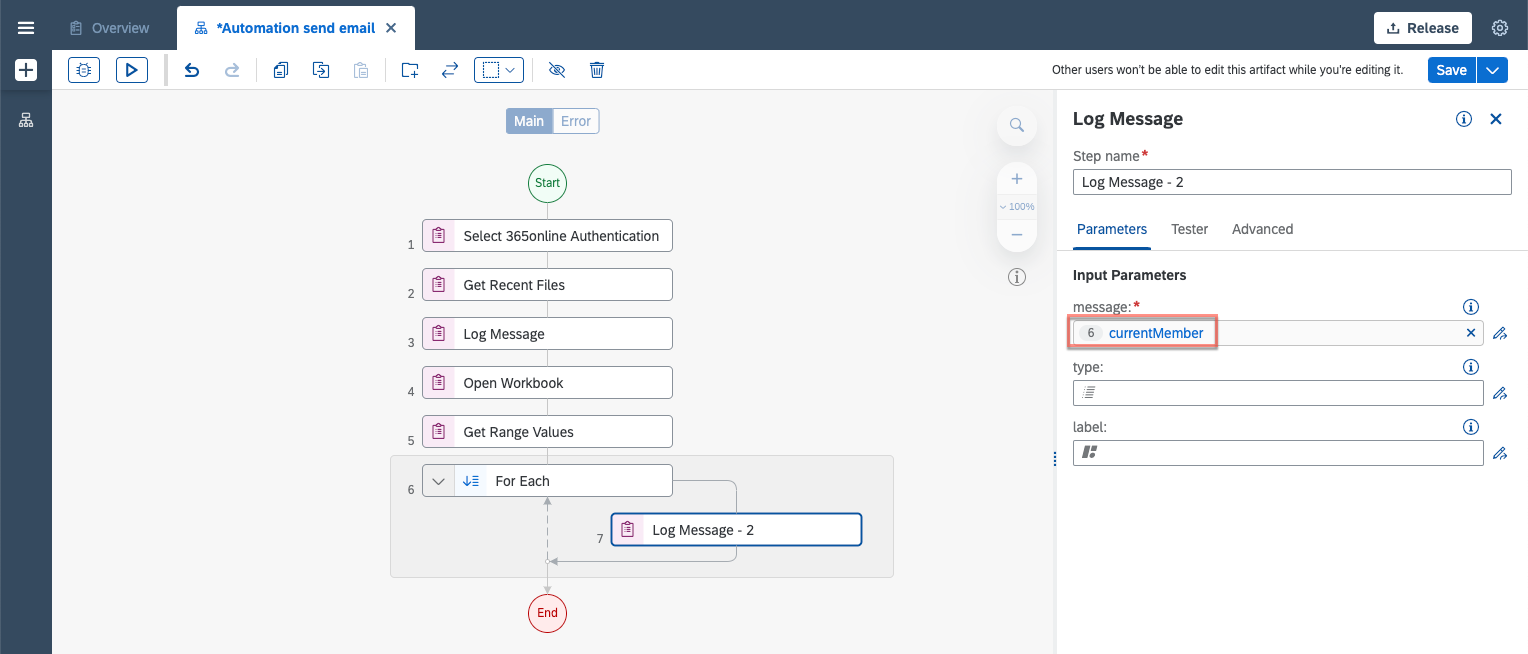 Overview
*Automation send email
Release
Other users won't be able to edit this artifact while you're editing it.
Save
Main
Error
100%
Start
1
Select 365online Authentication
2
Get Recent Files
3
Log Message
4
Open Workbook
5
Get Range Values
6
For Each
7
Log Message - 2
End
Log Message
Step name*
Log Message - 2
Parameters
Tester
Advanced
Input Parameters
message:*
6 currentMember
type:
label: